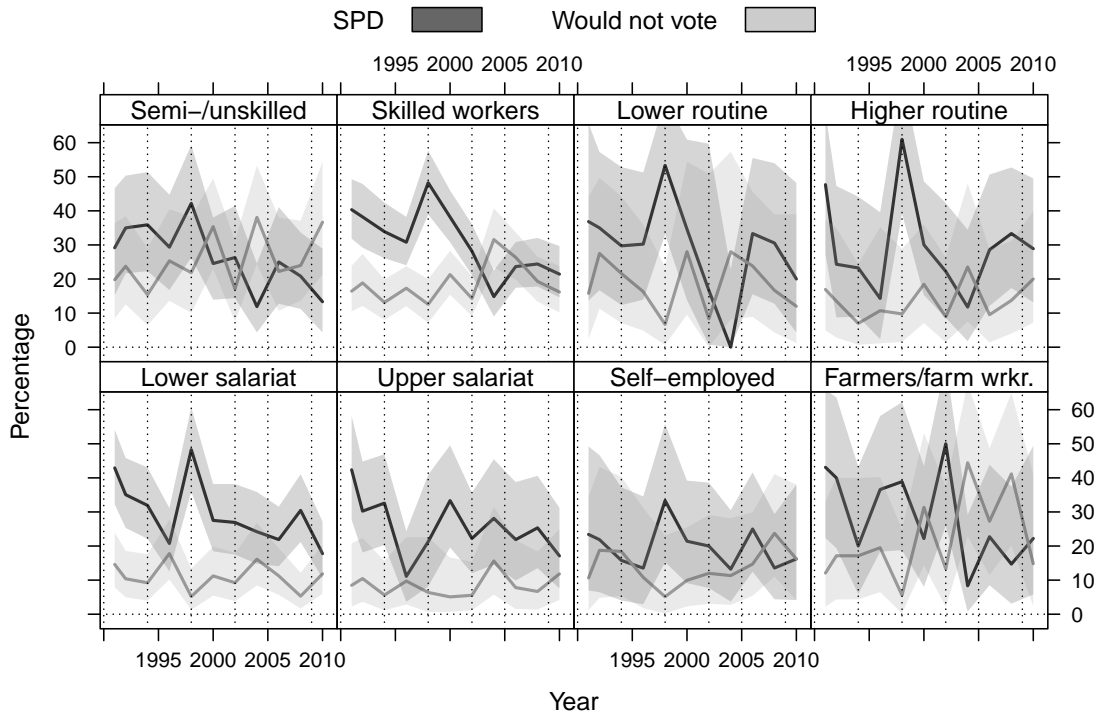 SPD Would not vote
1995 2000 2005 2010 1995 2000 2005 2010
Semi−/unskilled Skilled workers Lower routine Higher routine
60
50
40
30
20
10
0
Percentage
Lower salariat Upper salariat Self−employed Farmers/farm wrkr.
60
50
40
30
20
10
0
1995 2000 2005 2010 1995 2000 2005 2010
Year